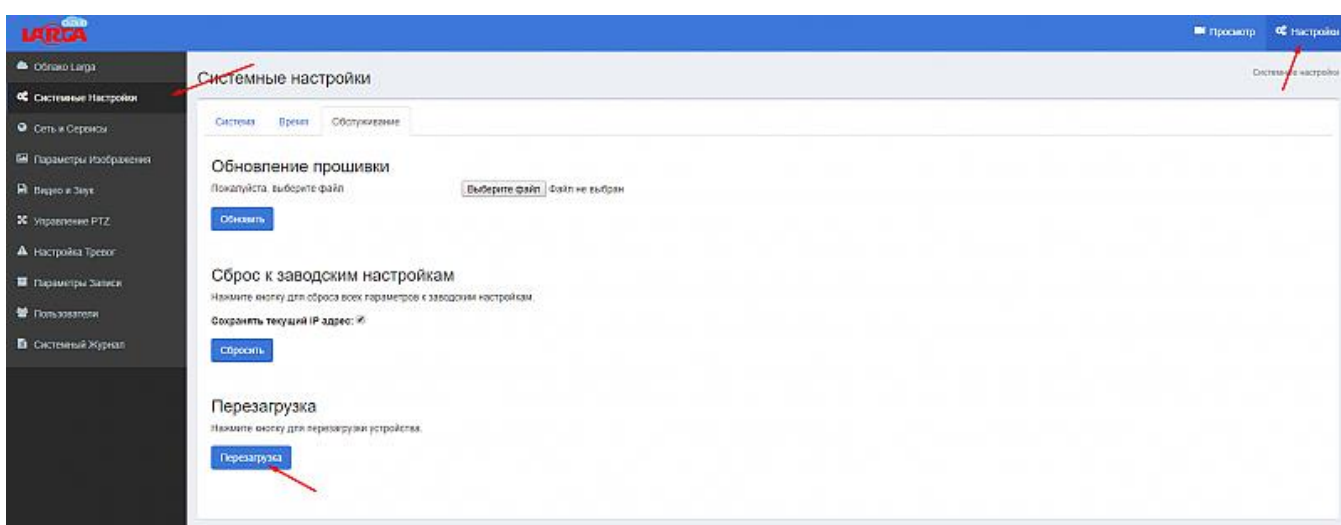 cloud
LARGA
Просмотр
Настройки
Облако Larga
Системные Настройки
Сеть и Сервисы
Параметры Изображения
Видео и Звук
Управление PTZ
Настройка Тревог
Параметры Записи
Пользователи
Системный Журнал
Системные настройки
Системные настройки
Система
Время
Обслуживание
Обновление прошивки
Пожалуйста, выберите файл
Выберите файл Файл не выбран
Обновить
Сброс к заводским настройкам
Нажмите кнопку для сброса всех параметров к заводским настройкам.
Сохранять текущий IP адрес:
Сбросить
Перезагрузка
Нажмите кнопку для перезагрузки устройства.
Перезагрузка